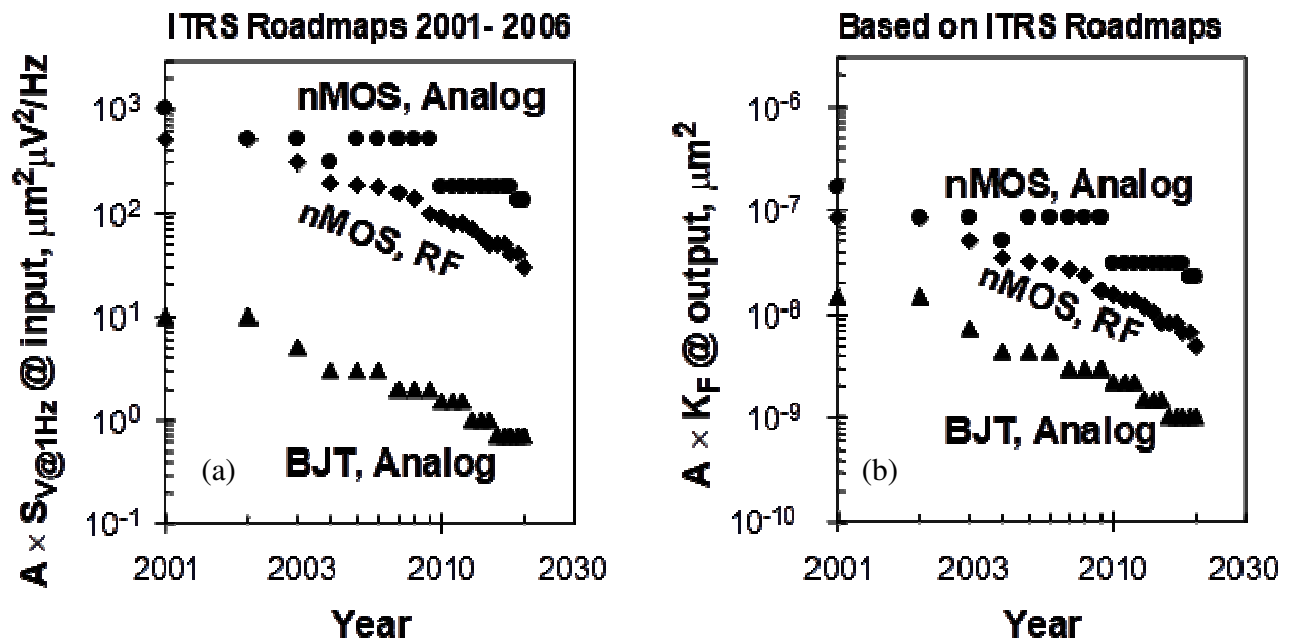 ITRS Roadmaps 2001- 2006
A × S_V@1Hz @ input, μm²μV²/Hz
10³
10²
10¹
10⁰
10⁻¹
nMOS, Analog
nMOS, RF
BJT, Analog
(a)
2001 2003 2010 2030
Year
Based on ITRS Roadmaps
A × K_F @ output, μm²
10⁻⁶
10⁻⁷
10⁻⁸
10⁻⁹
10⁻¹⁰
nMOS, Analog
nMOS, RF
BJT, Analog
(b)
2001 2003 2010 2030
Year